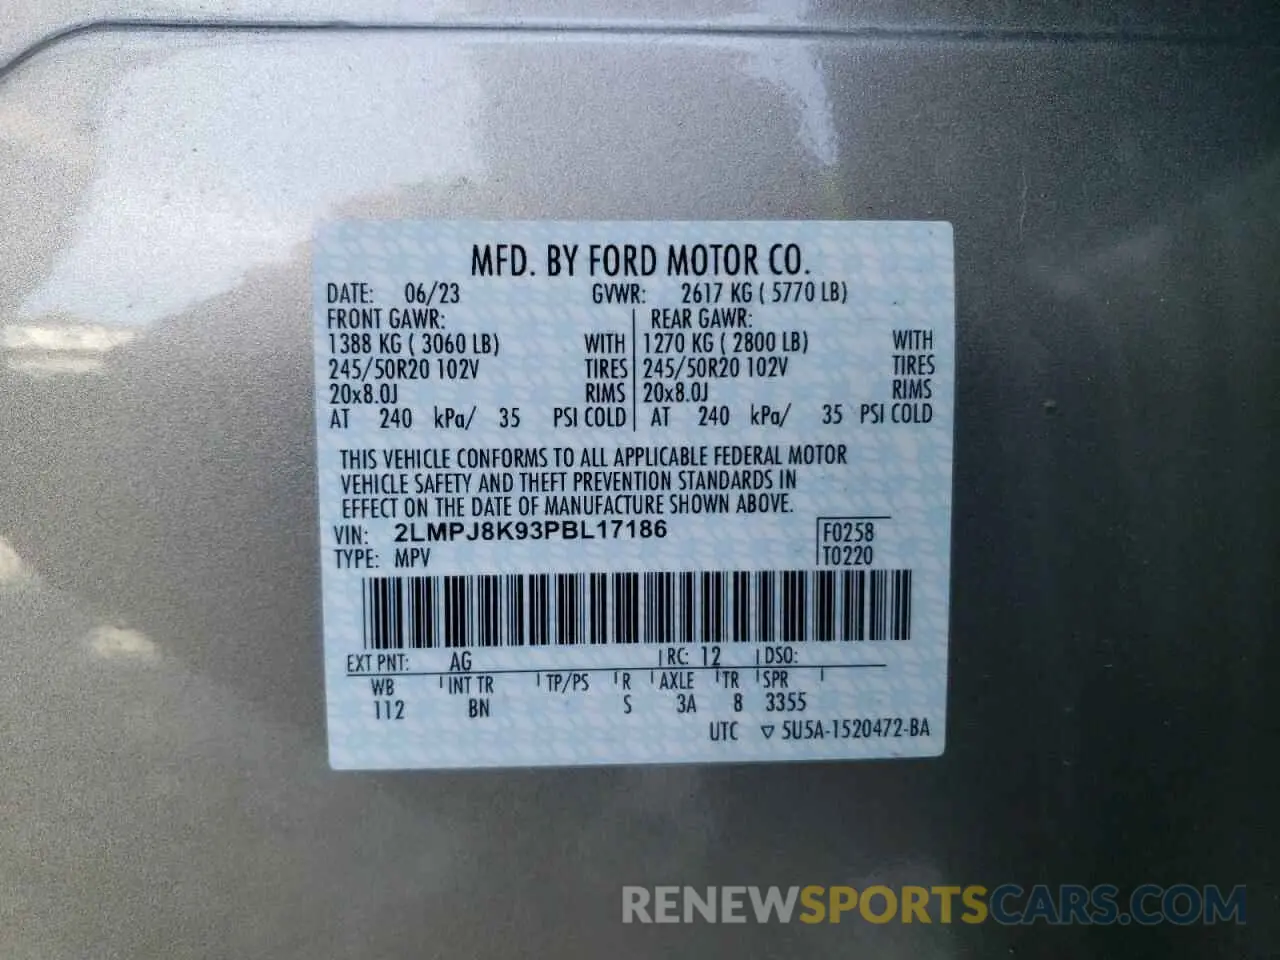 MFD. BY FORD MOTOR CO.
DATE: 06/23 GVWR: 2617 KG ( 5770 LB)
FRONT GAWR: REAR GAWR:
1388 KG ( 3060 LB) WITH 1270 KG ( 2800 LB) WITH
245/50R20 102V TIRES 245/50R20 102V TIRES
20x8.0J RIMS 20x8.0J RIMS
AT 240 kPa/ 35 PSI COLD AT 240 kPa/ 35 PSI COLD
THIS VEHICLE CONFORMS TO ALL APPLICABLE FEDERAL MOTOR
VEHICLE SAFETY AND THEFT PREVENTION STANDARDS IN
EFFECT ON THE DATE OF MANUFACTURE SHOWN ABOVE.
VIN: 2LMPJ8K93PBL17186 F0258
TYPE: MPV T0220
EXT PNT: AG RC: 12 DSO:
WB INT TR TP/PS R AXLE TR SPR
112 BN S 3A 8 3355
UTC ▽ 5U5A-1520472-BA
RENEWSPORTSCARS.COM